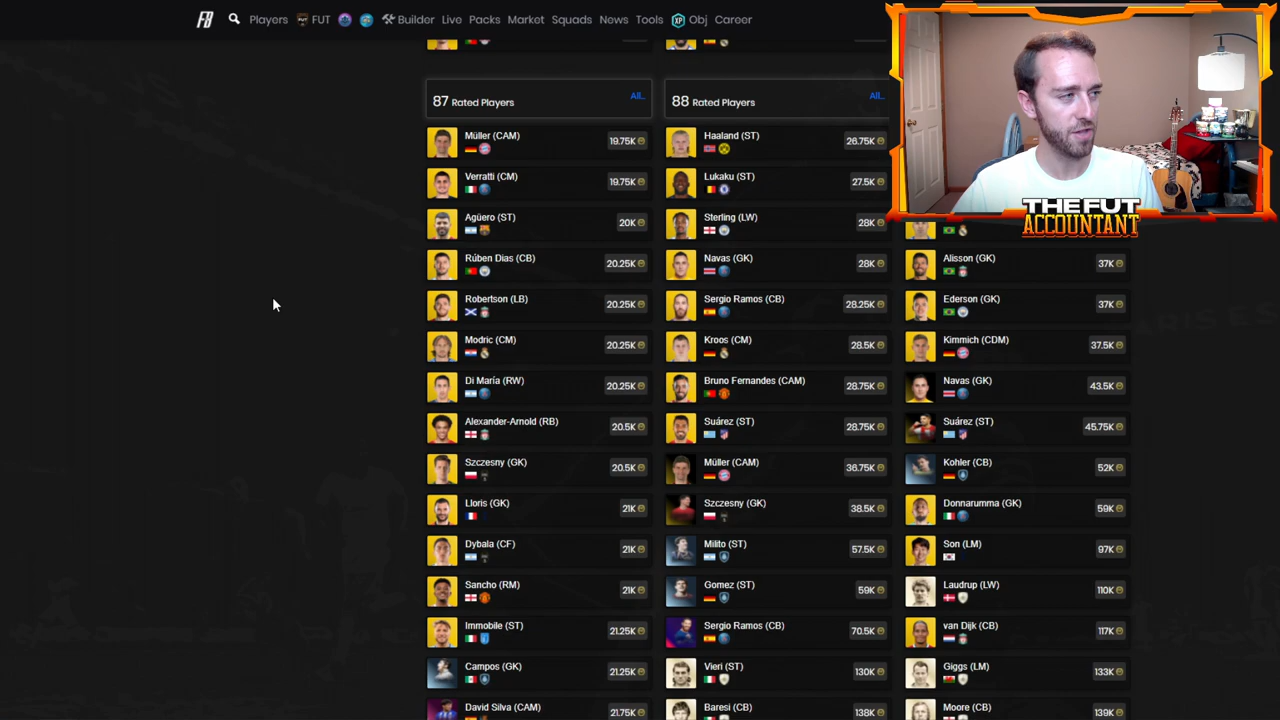 FB Players FUT Builder Live Packs Market Squads News Tools XP Obj Career
THE FUT
ACCOUNTANT
87 Rated Players All..
Müller (CAM) 19.75K
Verratti (CM) 19.75K
Agüero (ST) 20K
Rúben Dias (CB) 20.25K
Robertson (LB) 20.25K
Modric (CM) 20.25K
Di María (RW) 20.25K
Alexander-Arnold (RB) 20.5K
Szczesny (GK) 20.5K
Lloris (GK) 21K
Dybala (CF) 21K
Sancho (RM) 21K
Immobile (ST) 21.25K
Campos (GK) 21.25K
David Silva (CAM) 21.75K
88 Rated Players All..
Haaland (ST) 26.75K
Lukaku (ST) 27.5K
Sterling (LW) 28K
Navas (GK) 28K
Sergio Ramos (CB) 28.25K
Kroos (CM) 28.5K
Bruno Fernandes (CAM) 28.75K
Suárez (ST) 28.75K
Müller (CAM) 36.75K
Szczesny (GK) 38.5K
Milito (ST) 57.5K
Gomez (ST) 59K
Sergio Ramos (CB) 70.5K
Vieri (ST) 130K
Baresi (CB) 138K
Alisson (GK) 37K
Ederson (GK) 37K
Kimmich (CDM) 37.5K
Navas (GK) 43.5K
Suárez (ST) 45.75K
Kohler (CB) 52K
Donnarumma (GK) 59K
Son (LM) 97K
Laudrup (LW) 110K
van Dijk (CB) 117K
Giggs (LM) 133K
Moore (CB) 139K